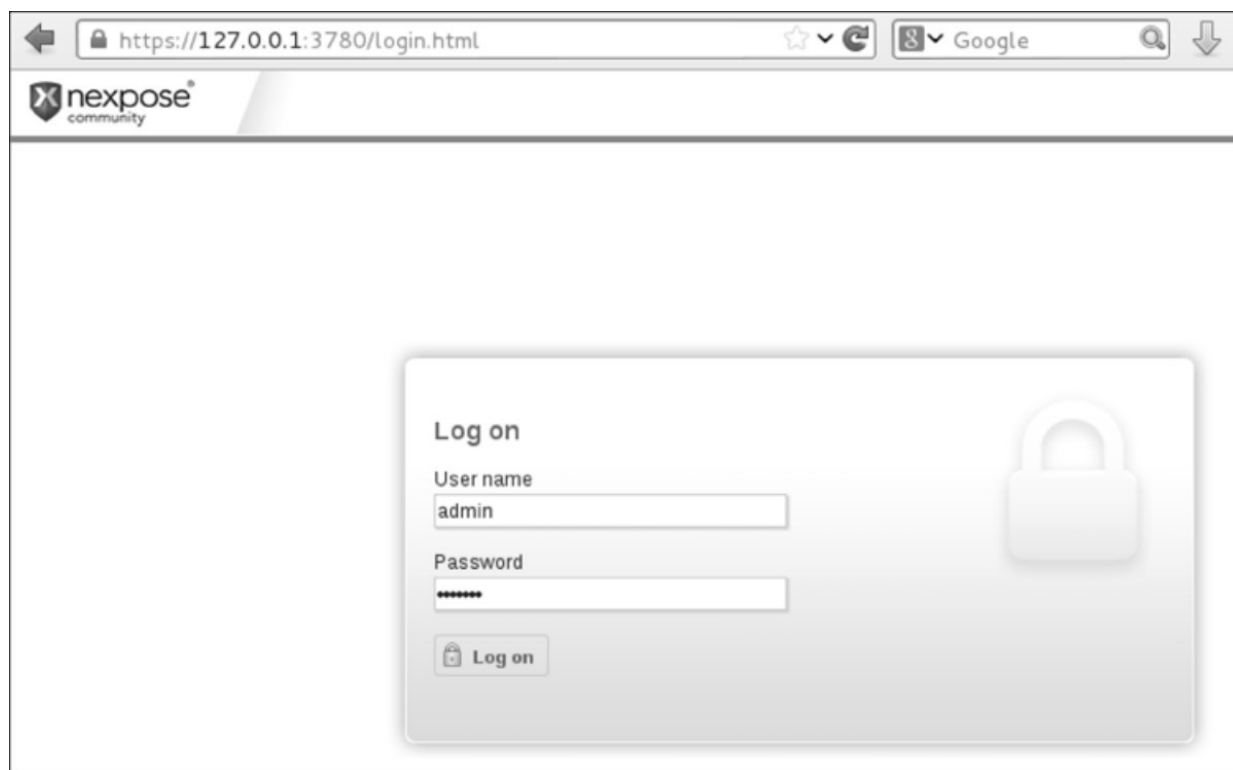 https://127.0.0.1:3780/login.html
Google
nexpose®
community
Log on
User name
admin
Password
•••••••
Log on